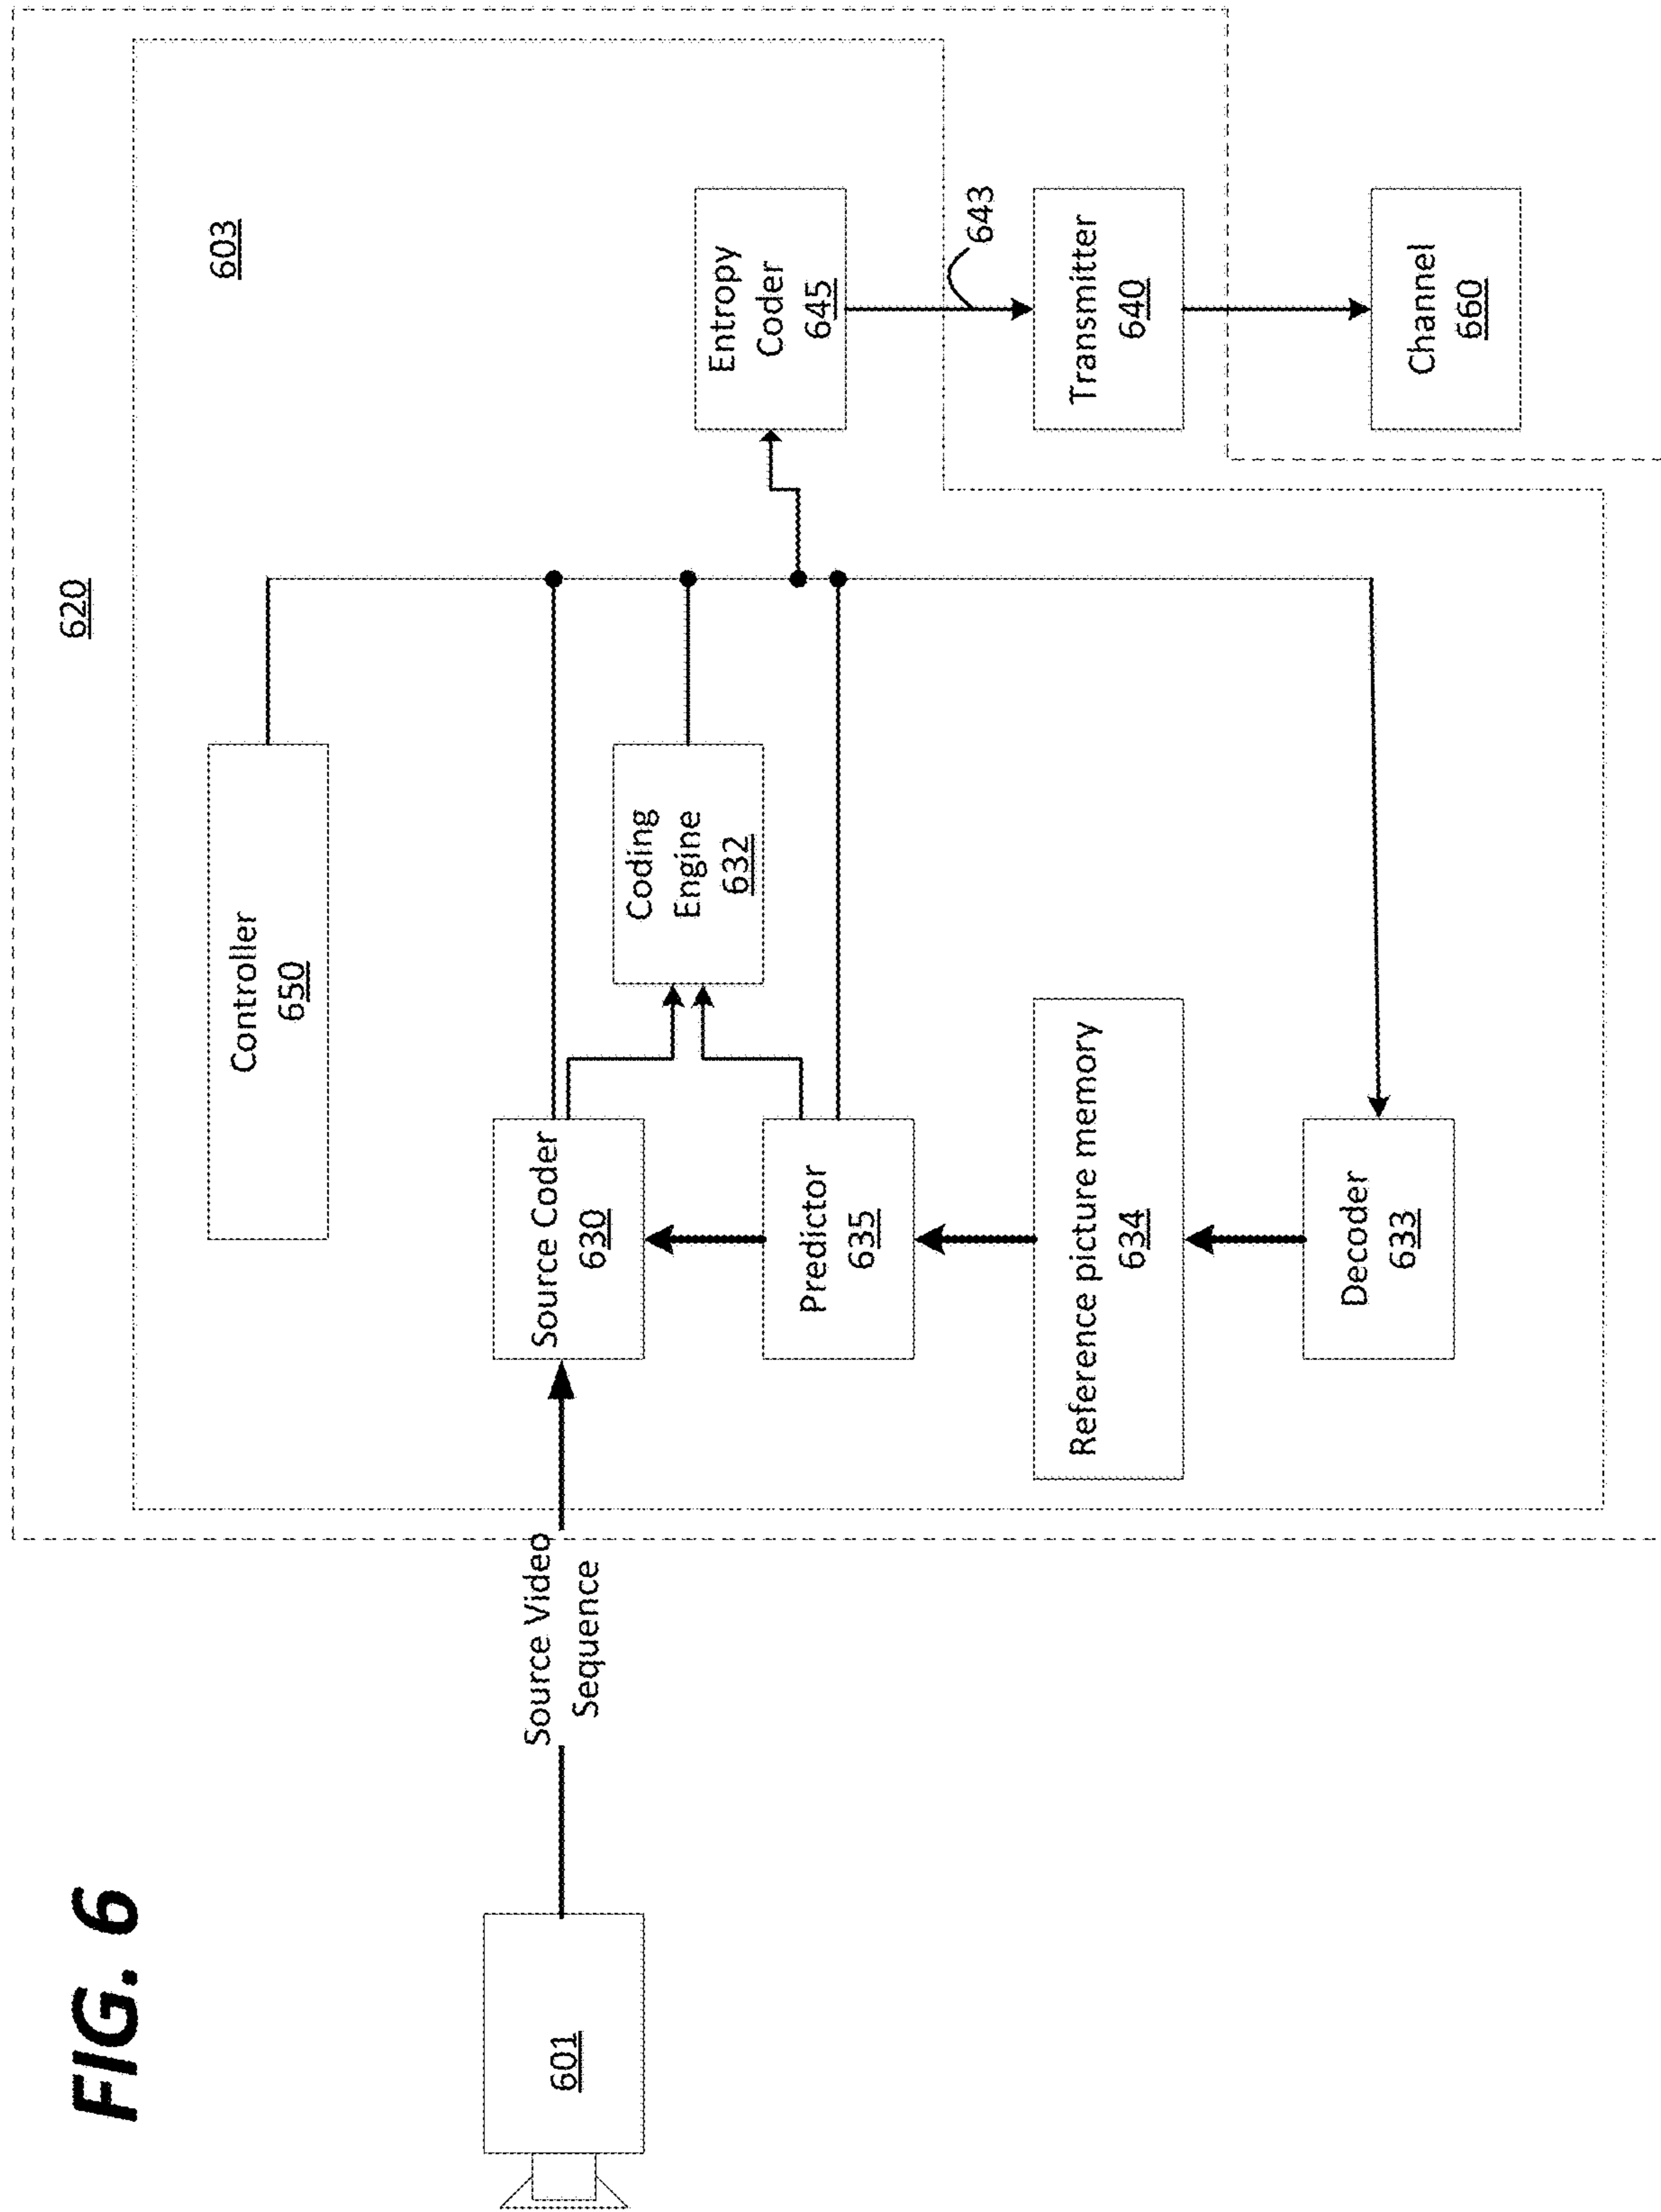 FIG. 6
620
603
Controller
650
601
Source Video
Sequence
Source Coder
630
Coding
Engine
632
Entropy
Coder
645
643
Predictor
635
Reference picture memory
634
Transmitter
640
Decoder
633
Channel
660